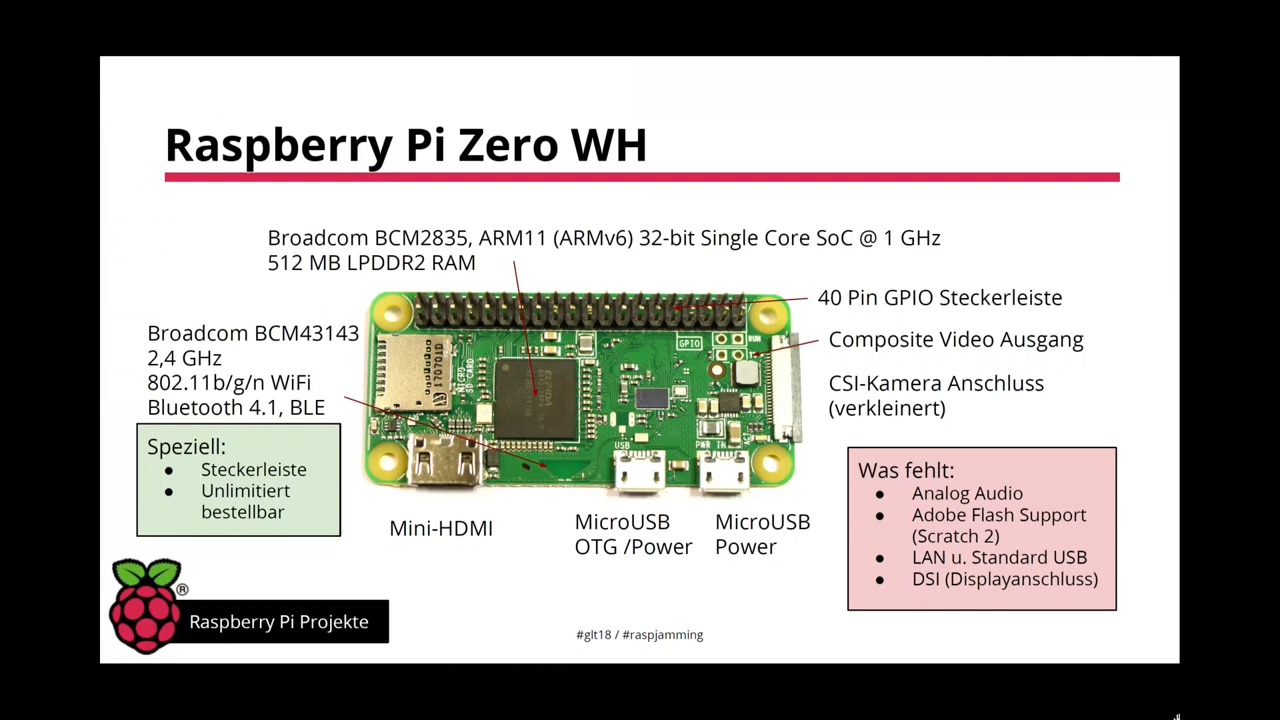 Raspberry Pi Zero WH
Broadcom BCM2835, ARM11 (ARMv6) 32-bit Single Core SoC @ 1 GHz
512 MB LPDDR2 RAM
40 Pin GPIO Steckerleiste
Composite Video Ausgang
CSI-Kamera Anschluss
(verkleinert)
Broadcom BCM43143
2,4 GHz
802.11b/g/n WiFi
Bluetooth 4.1, BLE
GPIO
RUN
170701D
USB
PWR IN
Speziell:
● Steckerleiste
● Unlimitiert
bestellbar
Mini-HDMI
MicroUSB
OTG /Power
MicroUSB
Power
Was fehlt:
● Analog Audio
● Adobe Flash Support
(Scratch 2)
● LAN u. Standard USB
● DSI (Displayanschluss)
®
Raspberry Pi Projekte
#glt18 / #raspjamming